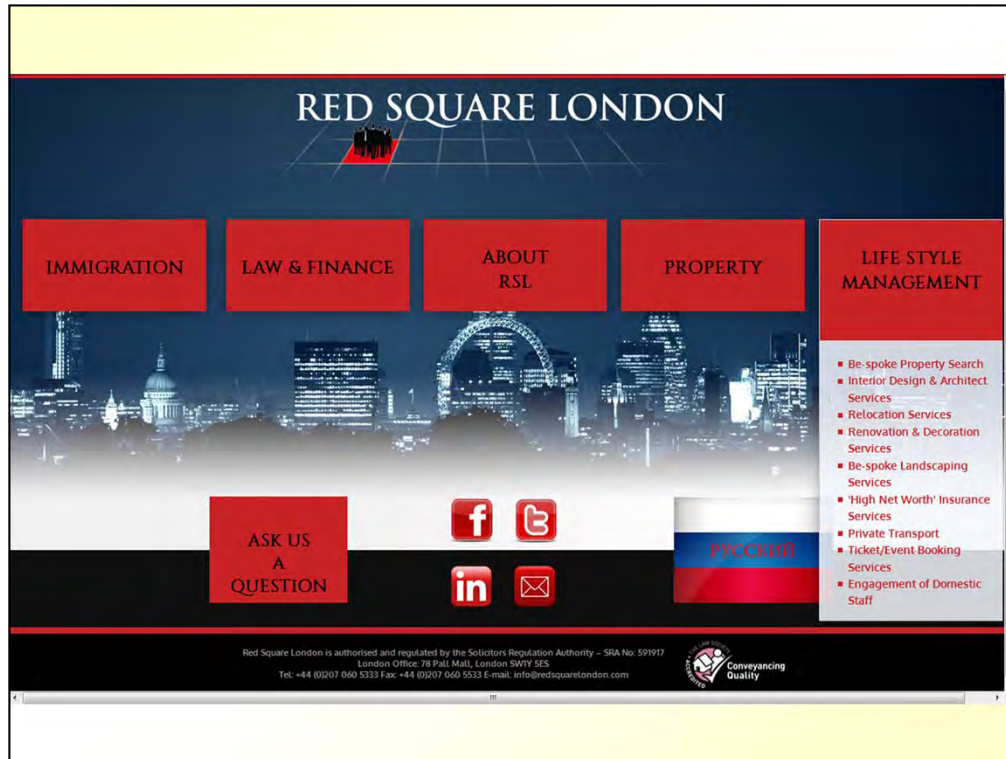 RED SQUARE LONDON
IMMIGRATION
LAW & FINANCE
ABOUT
RSL
PROPERTY
LIFE STYLE
MANAGEMENT
Be-spoke Property Search
Interior Design & Architect
Services
Relocation Services
Renovation & Decoration
Services
Be-spoke Landscaping
Services
'High Net Worth' Insurance
Services
Private Transport
Ticket/Event Booking
Services
Engagement of Domestic
Staff
ASK US
A
QUESTION
РУССКИЙ
Red Square London is authorised and regulated by the Solicitors Regulation Authority – SRA No: 591917
London Office: 78 Pall Mall, London SW1Y 5ES
Tel: +44 (0)207 060 5333 Fax: +44 (0)207 060 5533 E-mail: info@redsquarelondon.com
THE LAW SOCIETY
ACCREDITED
Conveyancing
Quality